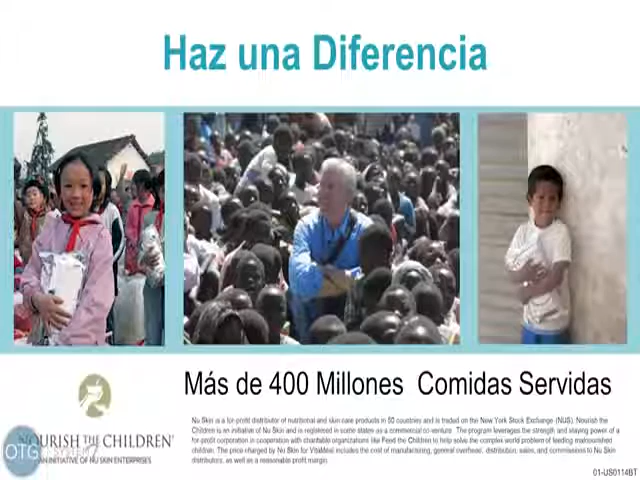 Haz una Diferencia
Más de 400 Millones Comidas Servidas
Nu Skin is a for-profit distributor of nutritional and skin care products in 50 countries and is traded on the New York Stock Exchange (NUS). Nourish the
Children is an initiative of Nu Skin and is registered in some states as a commercial co-venture. The program leverages the strength and staying power of a
for-profit corporation in cooperation with charitable organizations like Feed the Children to help solve the complex world problem of feeding malnourished
children. The price charged by Nu Skin for VitaMeal includes the cost of manufacturing, general overhead, distribution, sales, and commissions to Nu Skin
distributors, as well as a reasonable profit margin.
NOURISH THE CHILDREN
AN INITIATIVE OF NU SKIN ENTERPRISES
OTG
01-US0114BT